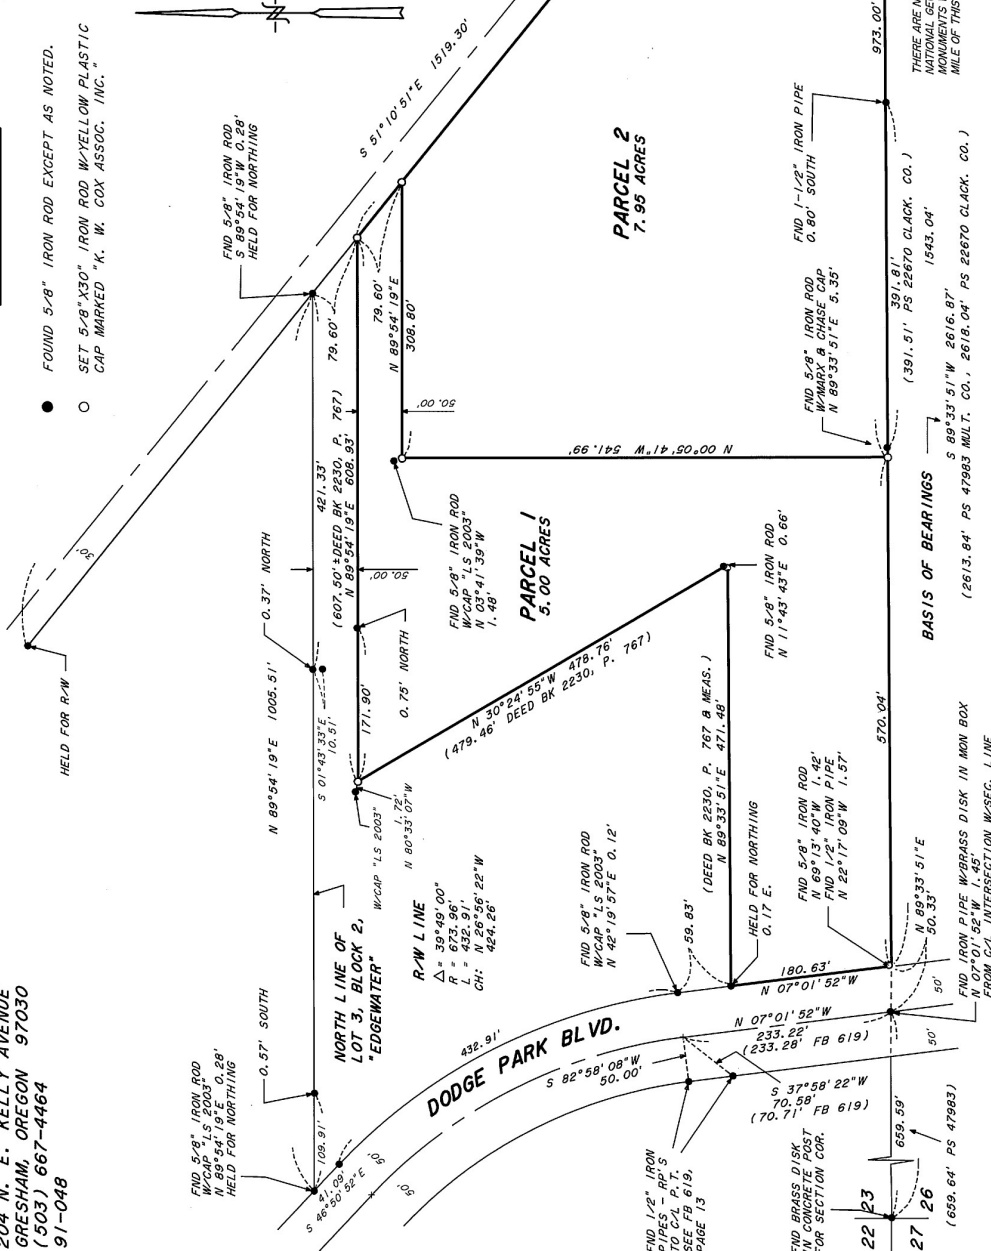 204 N. E. KELLY AVENUE
GRESHAM, OREGON 97030
(503) 667-4464
91-048
● FOUND 5/8" IRON ROD EXCEPT AS NOTED.
○ SET 5/8"X30" IRON ROD W/YELLOW PLASTIC
CAP MARKED "K. W. COX ASSOC. INC."
N
HELD FOR R/W
30'
S 51°10'51"E 1519.30'
FND 5/8" IRON ROD
S 89°54'19"W 0.28'
HELD FOR NORTHING
FND 5/8" IRON ROD
W/CAP "LS 2003"
N 89°54'19"E 0.28'
HELD FOR NORTHING
0.57' SOUTH
109.91'
N 89°54'19"E 1005.51'
0.37' NORTH
421.33'
79.60'
79.60'
S 01°43'33"E
10.51'
(607.50'±DEED BK 2230, P. 767)
N 89°54'19"E 608.93'
50.00'
171.90'
0.75' NORTH
N 89°54'19"E
308.80'
50.00'
NORTH LINE OF
LOT 3, BLOCK 2,
"EDGEWATER"
W/CAP "LS 2003"
1.72'
N 80°33'07"W
R/W LINE
Δ= 39°49'00"
R = 673.96'
L = 432.91'
CH: N 26°56'22"W
424.26'
FND 5/8" IRON ROD
W/CAP "LS 2003"
N 03°41'39"W
1.48'
PARCEL 1
5.00 ACRES
PARCEL 2
7.95 ACRES
N 00°05'41"W 541.99'
N 30°24'55"W 478.76'
(479.46' DEED BK 2230, P. 767)
FND 5/8" IRON ROD
N 11°43'43"E 0.66'
(DEED BK 2230, P. 767 & MEAS.)
N 89°33'51"E 471.48'
FND 5/8" IRON ROD
W/CAP "LS 2003"
N 42°19'57"E 0.12'
59.83'
HELD FOR NORTHING
0.17 E.
432.91'
DODGE PARK BLVD.
41.09'
S 46°50'52"E
50'
50'
S 82°58'08"W
50.00'
N 07°01'52"W
233.22'
(233.28' FB 619)
S 37°58'22"W
70.58'
(70.71' FB 619)
180.63'
N 07°01'52"W
FND 5/8" IRON ROD
N 69°13'40"W 1.42'
FND 1/2" IRON PIPE
N 22°17'09"W 1.57'
FND 1/2" IRON
PIPES - RP'S
TO C/L P.T.
SEE FB 619,
PAGE 13
FND BRASS DISK
IN CONCRETE POST
FOR SECTION COR.
22 23
27 26
659.59'
(659.64' PS 47983)
50'
50'
N 89°33'51"E
50.33'
FND IRON PIPE W/BRASS DISK IN MON BOX
N 07°01'52"W 1.45'
FROM C/L INTERSECTION W/SEC. LINE
570.04'
FND 5/8" IRON ROD
W/MARX & CHASE CAP
N 89°33'51"E 5.35'
FND 1-1/2" IRON PIPE
0.80' SOUTH
391.81'
(391.51' PS 22670 CLACK. CO.)
973.00'
1543.04'
BASIS OF BEARINGS
S 89°33'51"W 2616.87'
(2613.84' PS 47983 MULT. CO., 2618.04' PS 22670 CLACK. CO.)
THERE ARE N
NATIONAL GE
MONUMENTS
MILE OF THIS